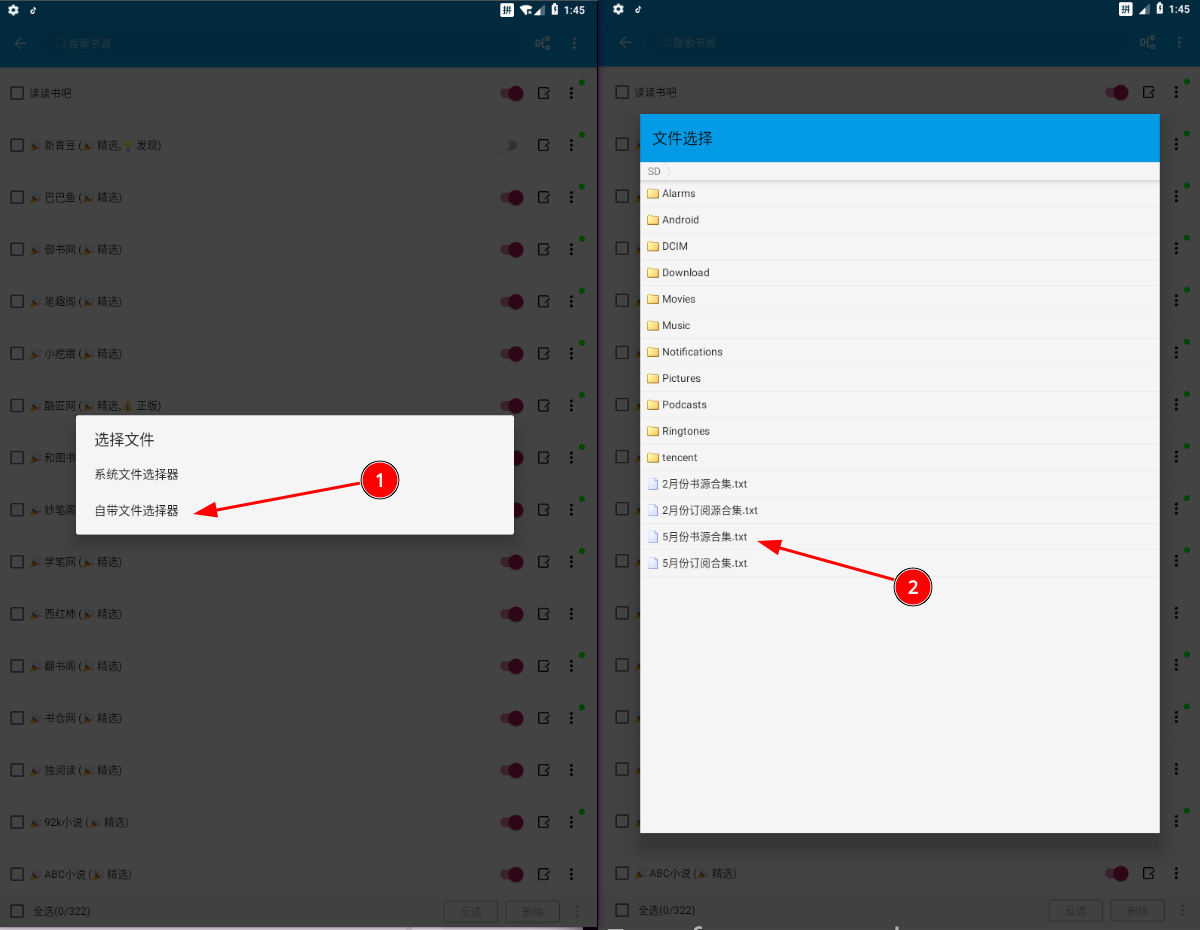 拼 1:45
搜索书源
读读书吧
新青豆 (精选, 发现)
巴巴鱼 (精选)
御书网 (精选)
笔趣阁 (精选)
小疙瘩 (精选)
酷匠网 (精选, 正版)
选择文件
系统文件选择器
自带文件选择器
1
和图书
妙笔阁
学笔网 (精选)
西红柿 (精选)
翻书阁 (精选)
书仓网 (精选)
独阅读 (精选)
92k小说 (精选)
ABC小说 (精选)
全选(0/322)
反选
删除
拼 1:45
搜索书源
读读书吧
文件选择
SD
Alarms
Android
DCIM
Download
Movies
Music
Notifications
Pictures
Podcasts
Ringtones
tencent
2月份书源合集.txt
2月份订阅源合集.txt
5月份书源合集.txt
5月份订阅合集.txt
2
ABC小说 (精选)
全选(0/322)
反选
删除